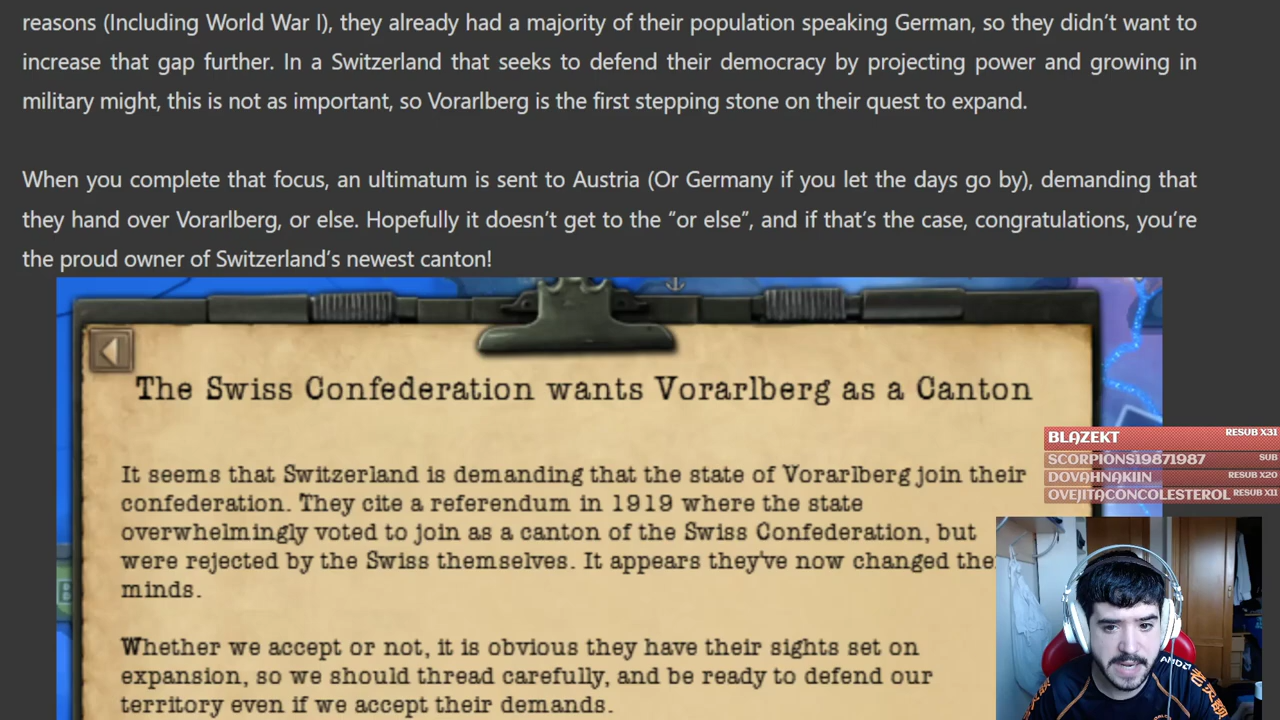 reasons (Including World War I), they already had a majority of their population speaking German, so they didn’t want to
increase that gap further. In a Switzerland that seeks to defend their democracy by projecting power and growing in
military might, this is not as important, so Vorarlberg is the first stepping stone on their quest to expand.
When you complete that focus, an ultimatum is sent to Austria (Or Germany if you let the days go by), demanding that
they hand over Vorarlberg, or else. Hopefully it doesn’t get to the “or else”, and if that’s the case, congratulations, you’re
the proud owner of Switzerland’s newest canton!
The Swiss Confederation wants Vorarlberg as a Canton
It seems that Switzerland is demanding that the state of Vorarlberg join their
confederation. They cite a referendum in 1919 where the state
overwhelmingly voted to join as a canton of the Swiss Confederation, but
were rejected by the Swiss themselves. It appears they've now changed the
minds.
Whether we accept or not, it is obvious they have their sights set on
expansion, so we should thread carefully, and be ready to defend our
territory even if we accept their demands.
BLAZEKT RESUB X31
SCORPIONS19871987 SUB
DOVAHNAKIIN RESUB X20
OVEJITACONCOLESTEROL RESUB X11
AMD